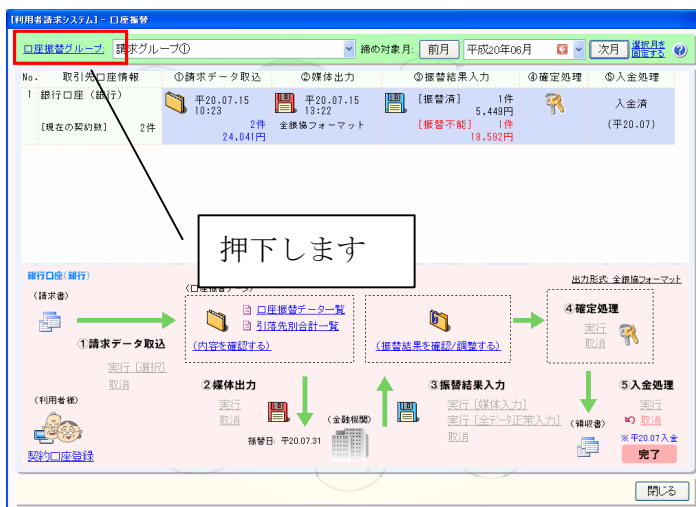 [利用者請求システム] - 口座振替
口座振替グループ: 請求グループ① 締め対象月: 前月 平成20年06月 次月 選択月を固定する
No. 取引先口座情報 ①請求データ取込 ②媒体出力 ③振替結果入力 ④確定処理 ⑤入金処理
1 銀行口座（銀行） 平20.07.15 平20.07.15 [振替済] 1件 入金済
10:23 13:22 5,449円
[現在の契約数] 2件 2件 全銀協フォーマット [振替不能] 1件 (平20.07)
24,041円 18,592円
押下します
銀行口座(銀行) 出力形式 全銀協フォーマット
(請求書)
(口座振替データ)
口座振替データ一覧
引落先別合計一覧
(内容を確認する)
(振替結果を確認/調整する)
④確定処理
実行
取消
①請求データ取込
実行 [選択]
取消
②媒体出力
実行
取消
振替日: 平20.07.31
(金融機関)
③振替結果入力
実行 [媒体入力]
実行 [全データ正常入力]
取消
⑤入金処理
実行
取消
※平20.07入金
完了
(領収書)
(利用者様)
契約口座登録
閉じる